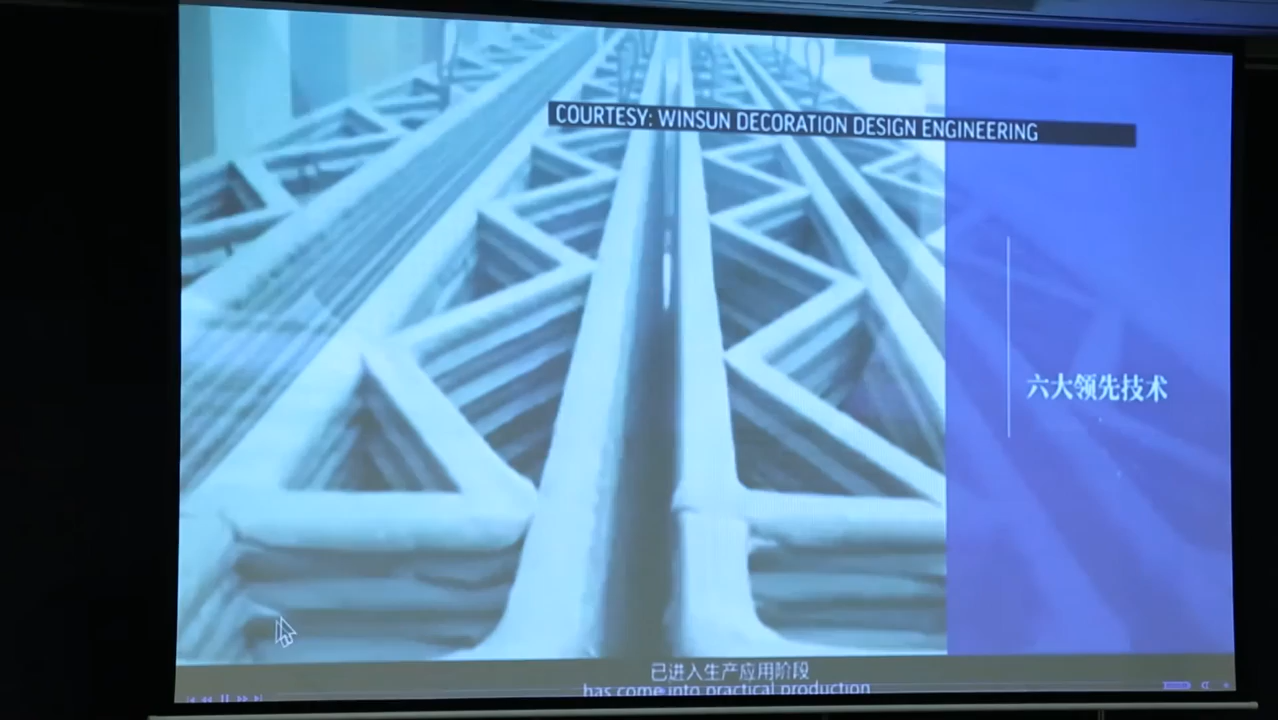 COURTESY: WINSUN DECORATION DESIGN ENGINEERING
六大领先技术
已进入生产应用阶段
has come into practical production